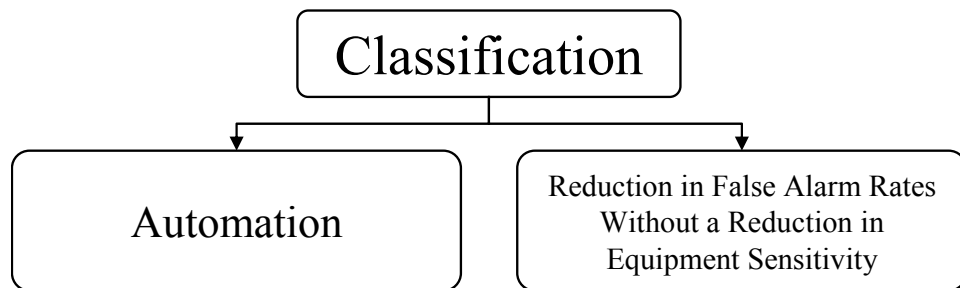 Classification
Automation
Reduction in False Alarm Rates
Without a Reduction in
Equipment Sensitivity